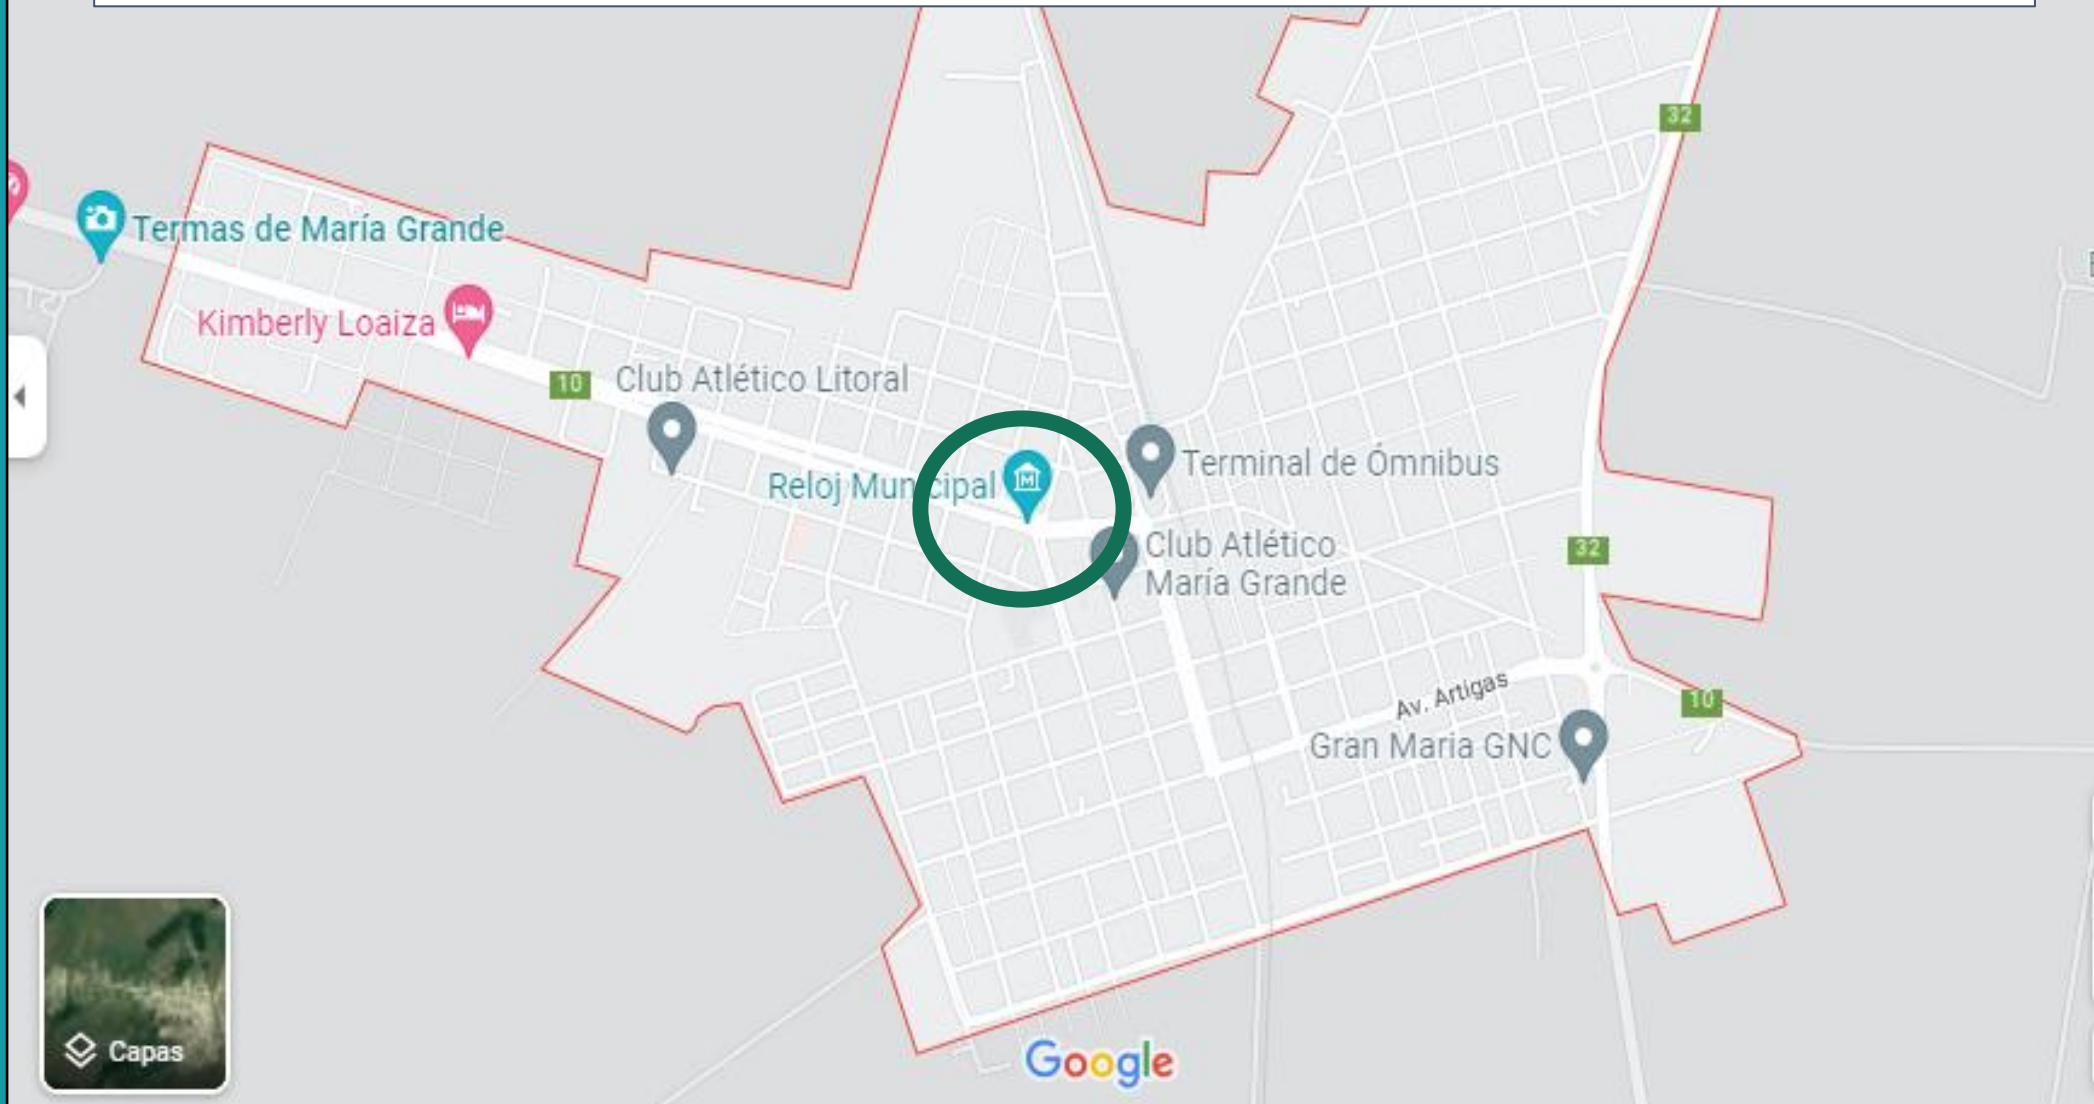 32
Termas de María Grande
Kimberly Loaiza
10
Club Atlético Litoral
Reloj Municipal
Terminal de Ómnibus
Club Atlético
María Grande
32
Av. Artigas
10
Gran Maria GNC
Capas
Google